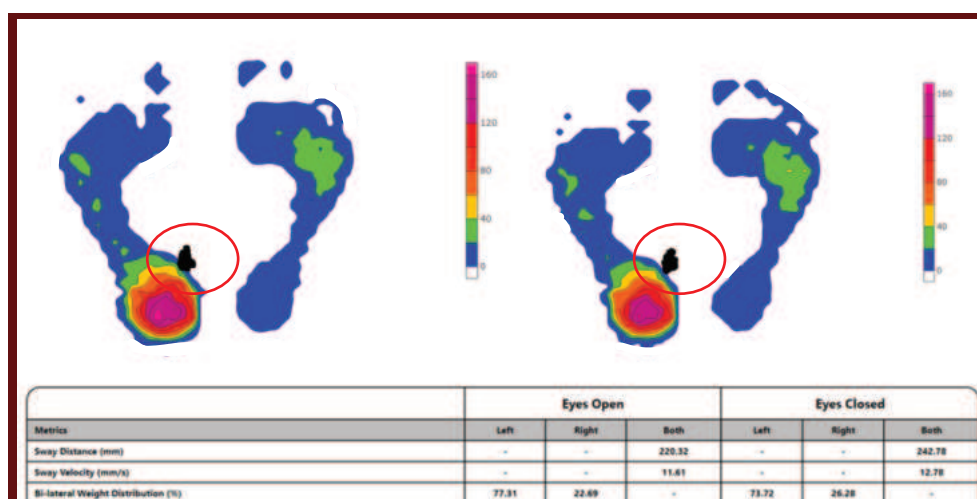 160
120
80
40
0
160
120
80
40
0
Eyes Open Eyes Closed
Metrics Left Right Both Left Right Both
Sway Distance (mm) - - 220.32 - - 242.78
Sway Velocity (mm/s) - - 11.61 - - 12.78
Bi-lateral Weight Distribution (%) 77.31 22.69 - 73.72 26.28 -